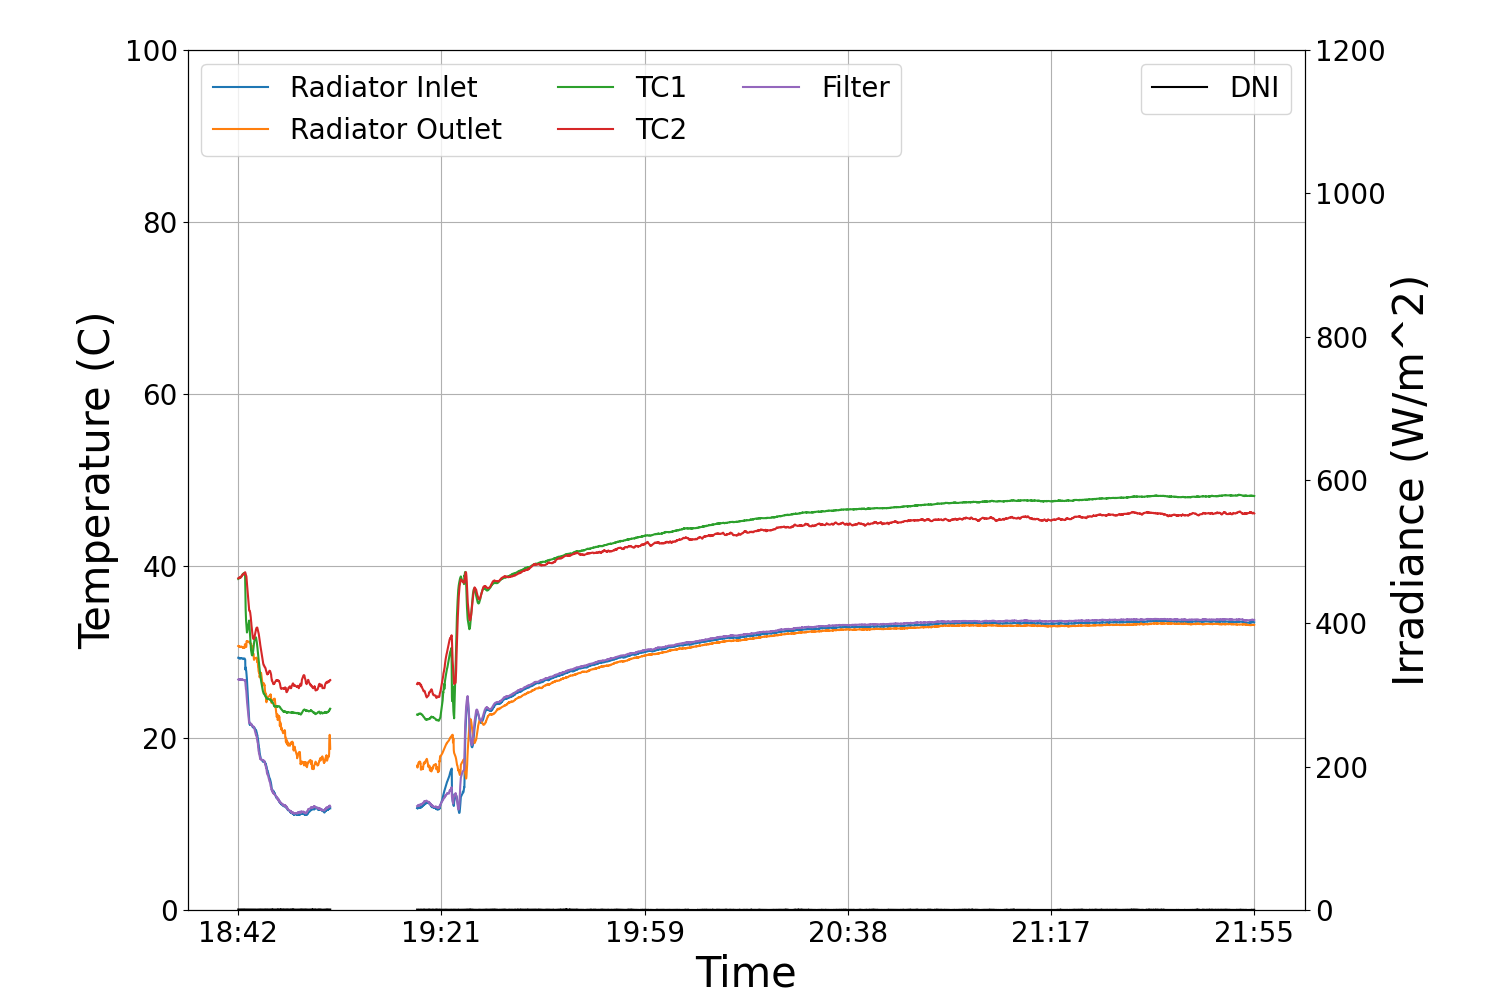 Radiator Inlet
Radiator Outlet
TC1
TC2
Filter
DNI
Temperature (C)
100
80
60
40
20
0
Irradiance (W/m^2)
1200
1000
800
600
400
200
0
18:42 19:21 19:59 20:38 21:17 21:55
Time